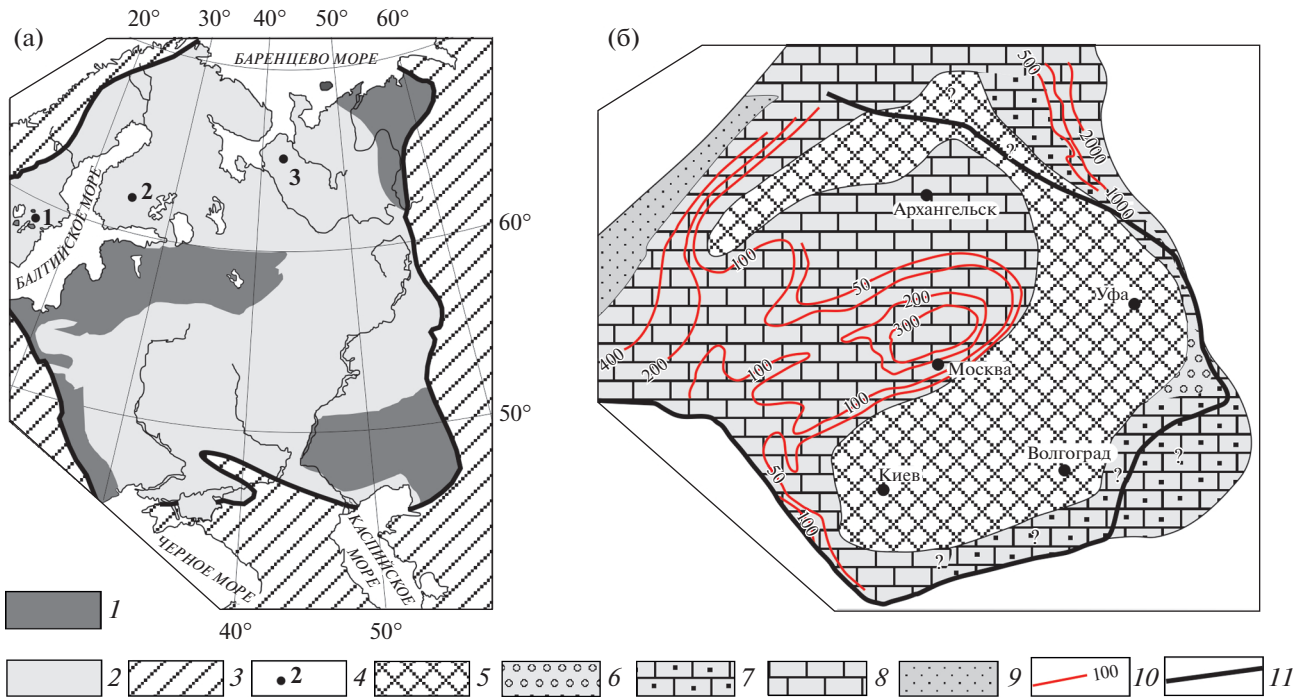 (а)
20° 30° 40° 50° 60°
БАРЕНЦЕВО МОРЕ
БАЛТИЙСКОЕ МОРЕ
1
2
3
60°
50°
ЧЕРНОЕ МОРЕ
КАСПИЙСКОЕ
МОРЕ
40° 50°
(б)
500
2000
1000
?
?
Архангельск
100
50
200
300
Уфа
400
200
100
Москва
100
50
100
Киев
Волгоград
?
?
?
?
1
2 3 2 4 5 6 7 8 9 100 10 11